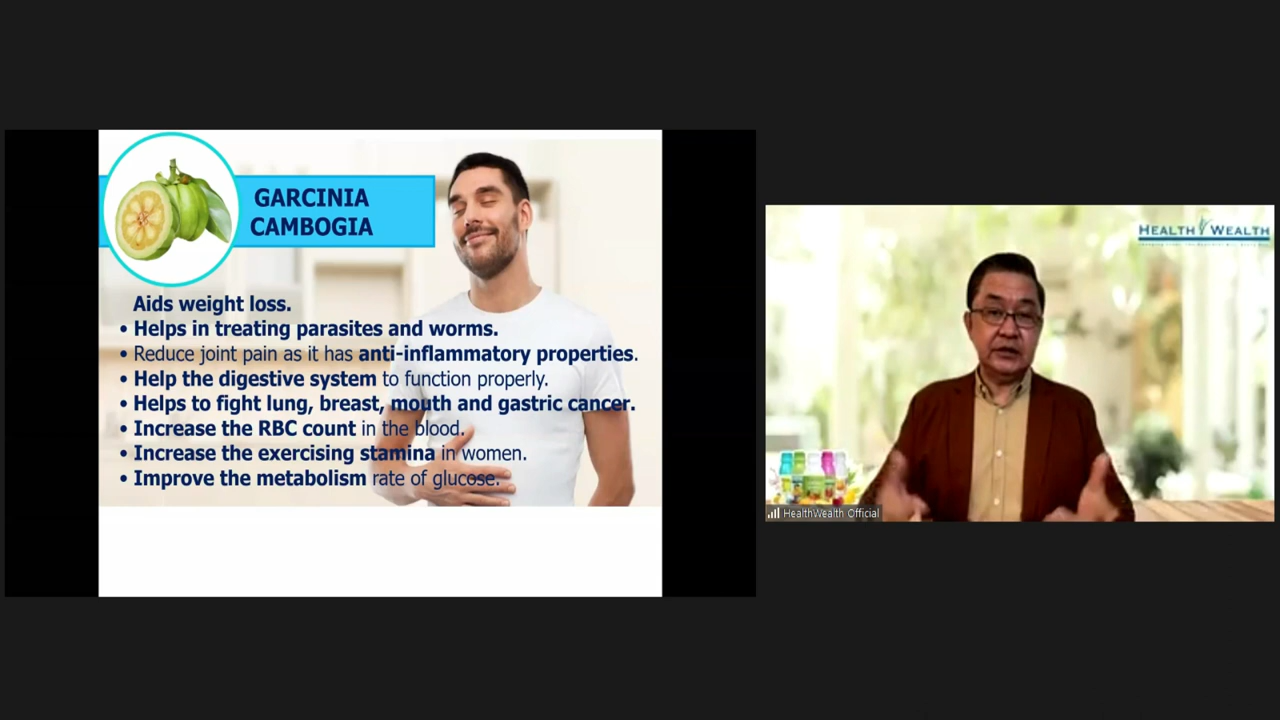 GARCINIA
CAMBOGIA
Aids weight loss.
• Helps in treating parasites and worms.
• Reduce joint pain as it has anti-inflammatory properties.
• Help the digestive system to function properly.
• Helps to fight lung, breast, mouth and gastric cancer.
• Increase the RBC count in the blood.
• Increase the exercising stamina in women.
• Improve the metabolism rate of glucose.
HEALTH WEALTH
HealthWealth Official